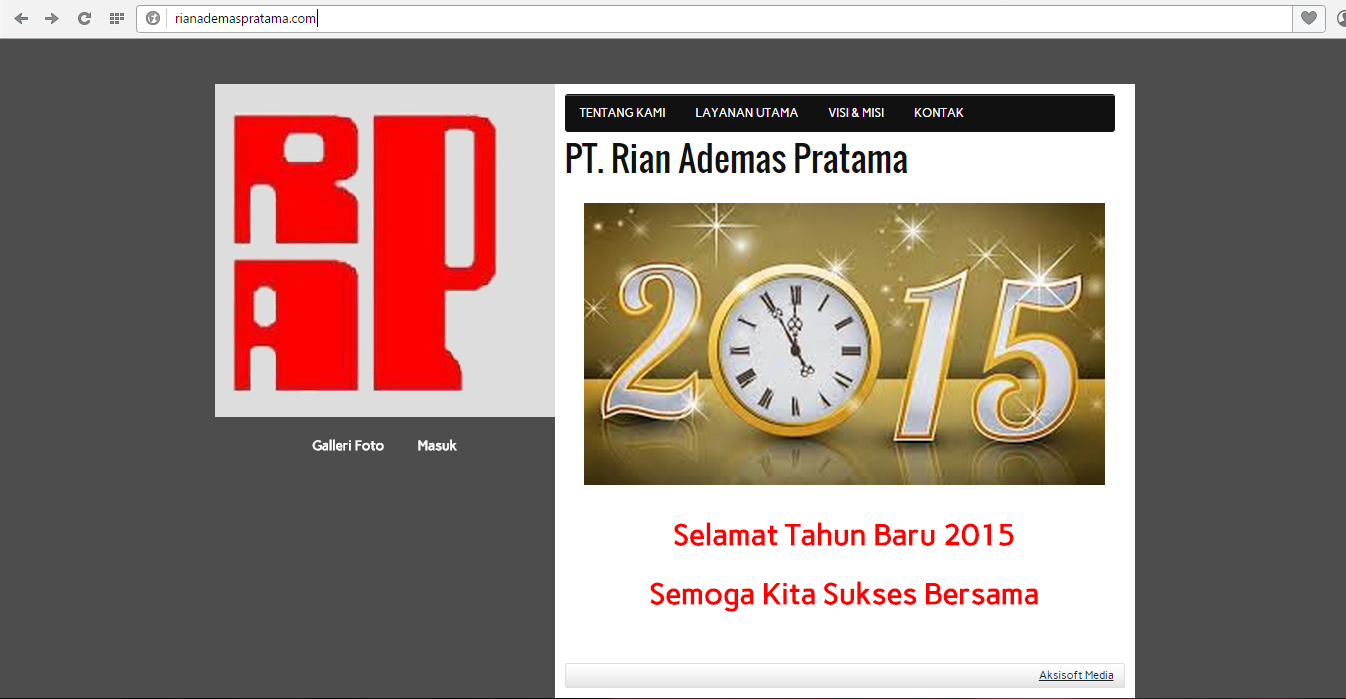 rianademaspratama.com
TENTANG KAMI LAYANAN UTAMA VISI & MISI KONTAK
PT. Rian Ademas Pratama
RP
A
2015
Galleri Foto Masuk
Selamat Tahun Baru 2015
Semoga Kita Sukses Bersama
Aksisoft Media